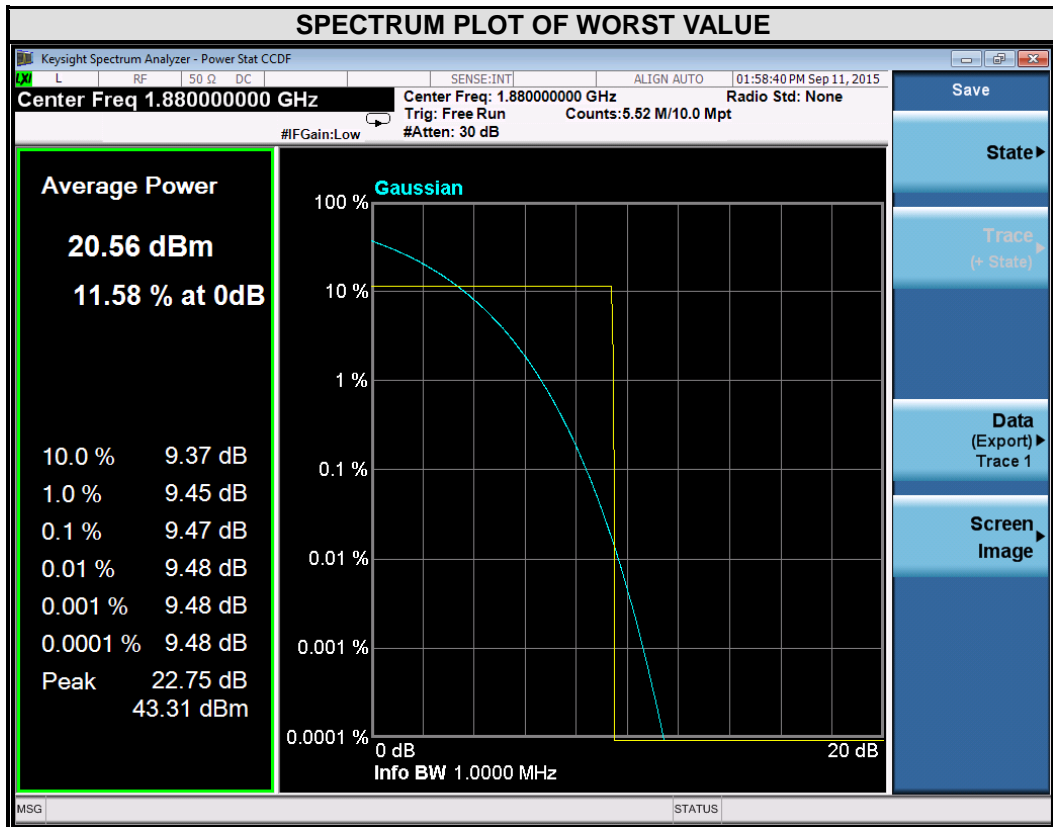 SPECTRUM PLOT OF WORST VALUE
Keysight Spectrum Analyzer - Power Stat CCDF
LXI L RF 50 Ω DC SENSE:INT ALIGN AUTO 01:58:40 PM Sep 11, 2015
Center Freq 1.880000000 GHz
#IFGain:Low
Center Freq: 1.880000000 GHz Radio Std: None
Trig: Free Run Counts:5.52 M/10.0 Mpt
#Atten: 30 dB
Average Power
20.56 dBm
11.58 % at 0dB
10.0 % 9.37 dB
1.0 % 9.45 dB
0.1 % 9.47 dB
0.01 % 9.48 dB
0.001 % 9.48 dB
0.0001 % 9.48 dB
Peak 22.75 dB
43.31 dBm
Gaussian
100 %
10 %
1 %
0.1 %
0.01 %
0.001 %
0.0001 %
0 dB 20 dB
Info BW 1.0000 MHz
Save
State
Trace
(+ State)
Data
(Export)
Trace 1
Screen
Image
MSG STATUS